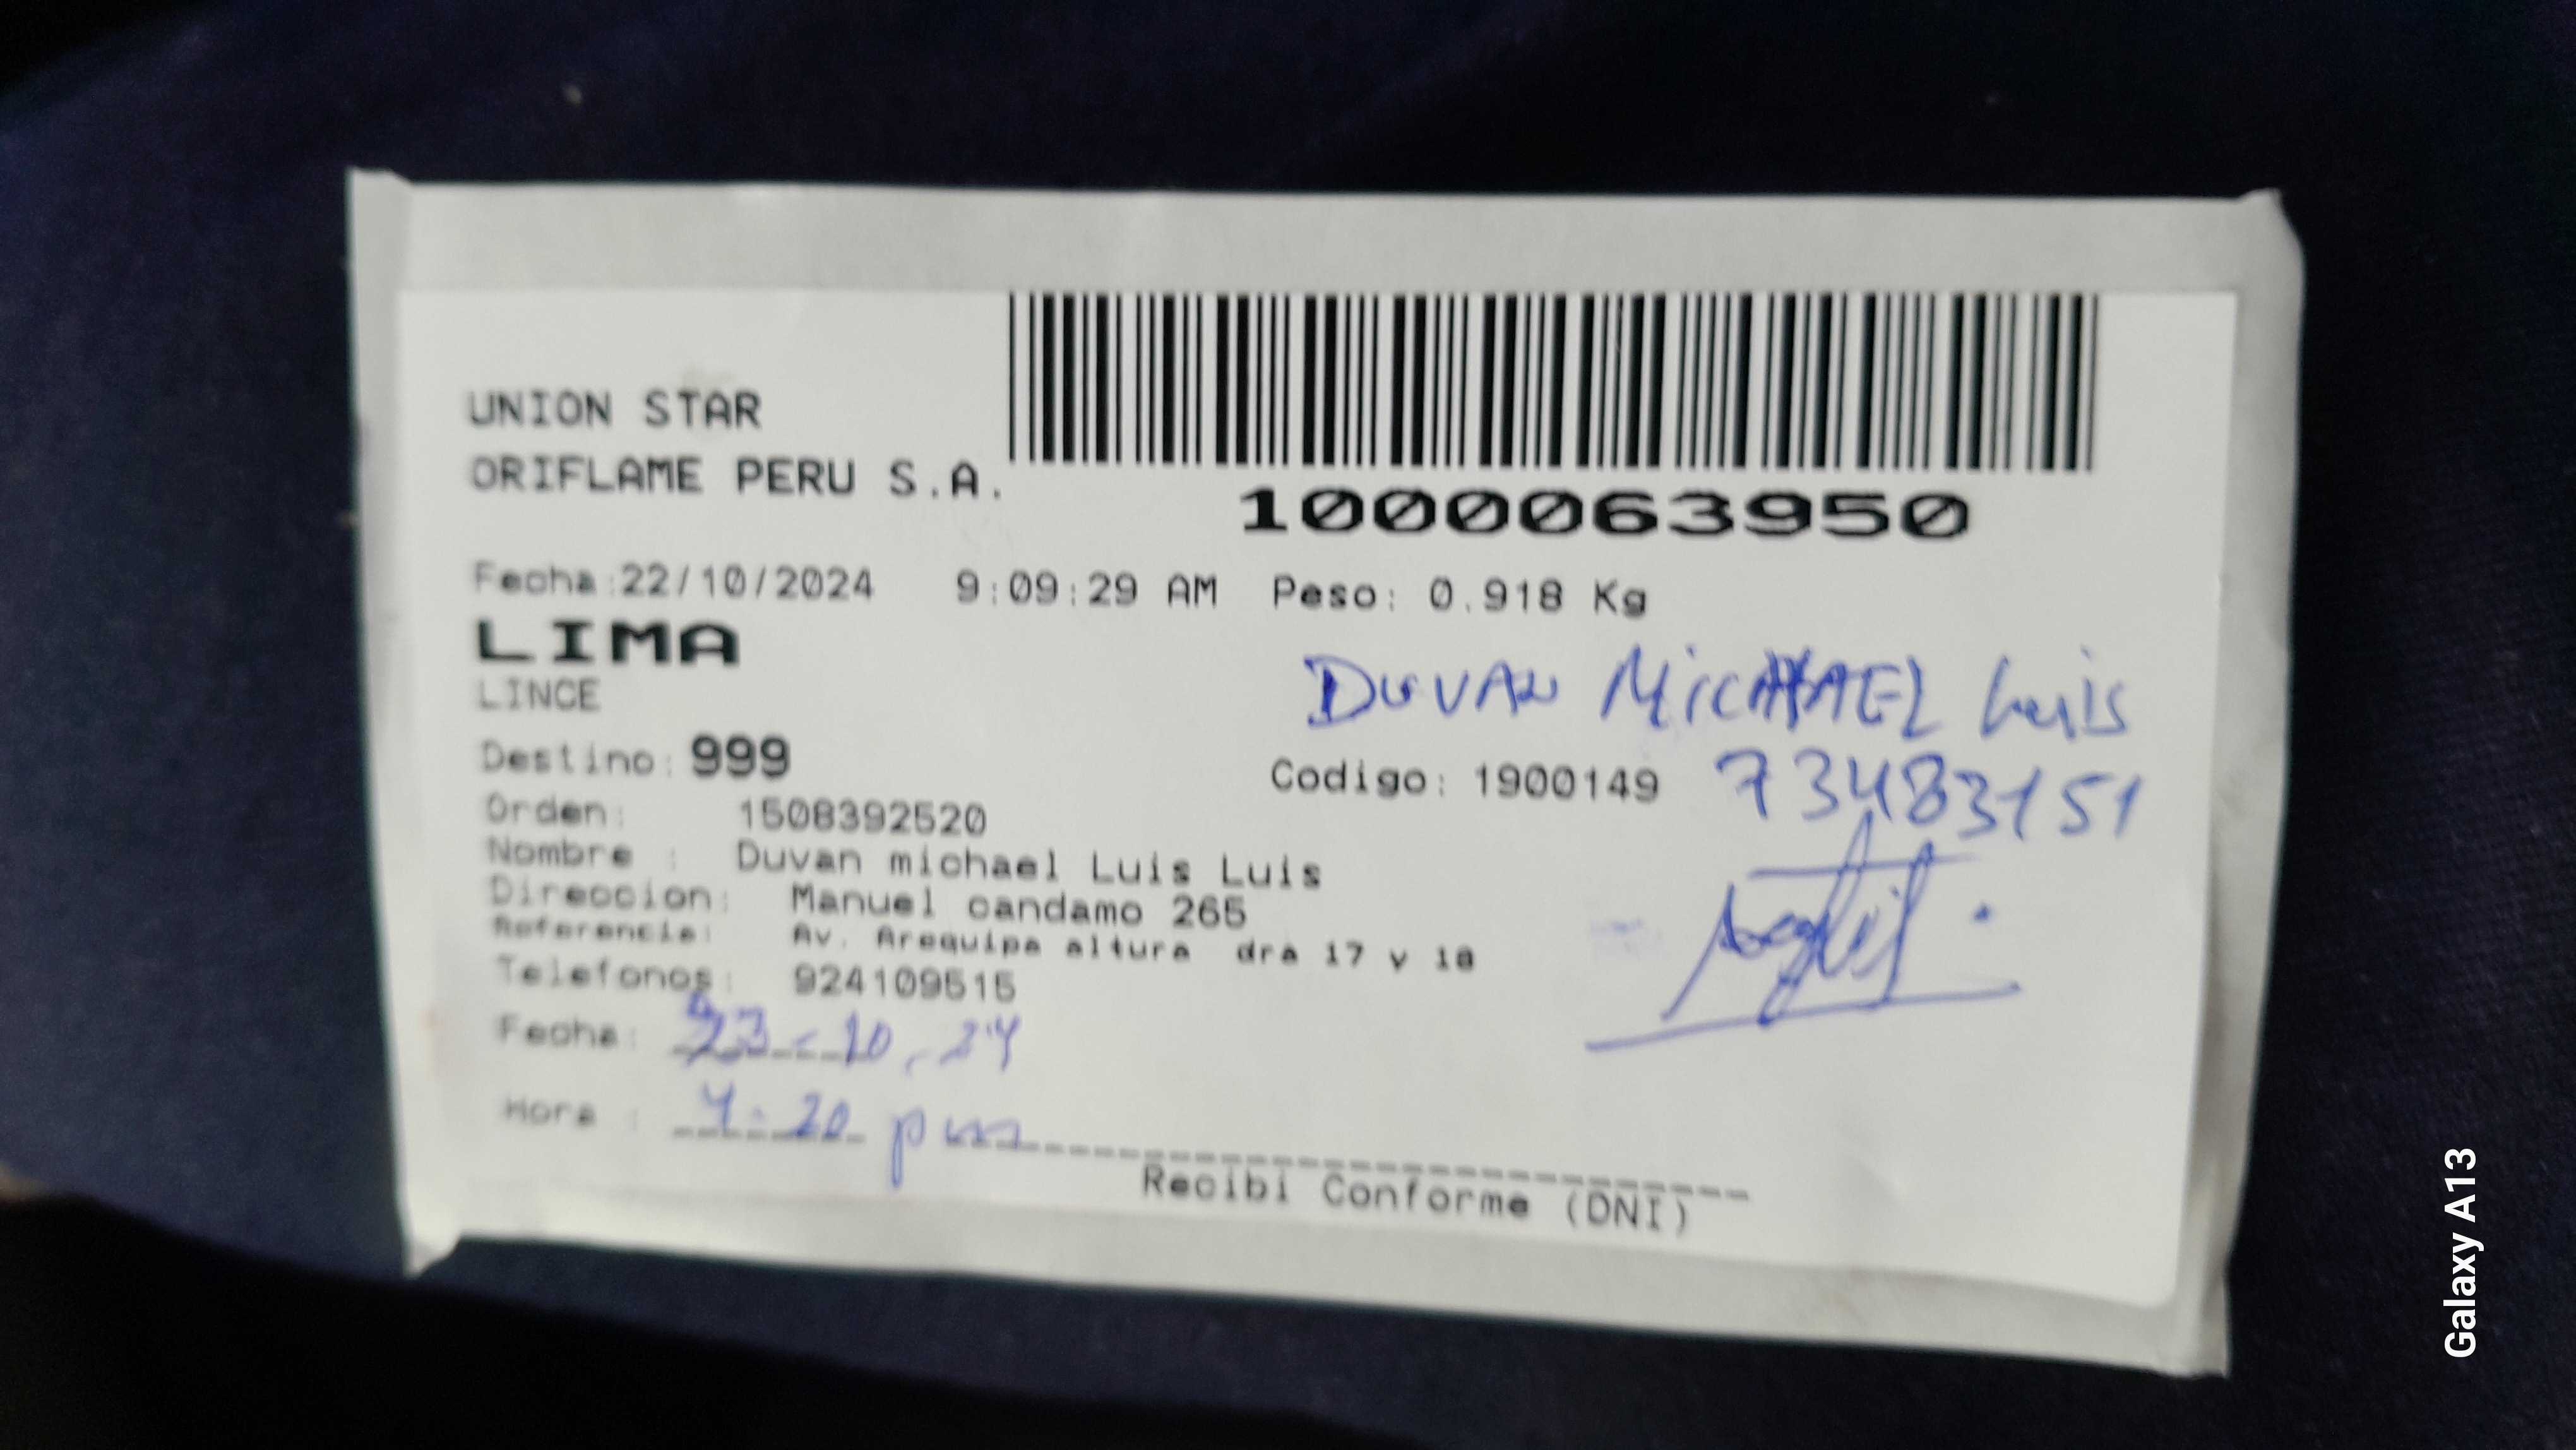 UNION STAR
ORIFLAME PERU S.A.
1000063950
Fecha:22/10/2024 9:09:29 AM Peso: 0.918 Kg
LIMA
LINCE
DUVAN MICHAEL Luis
Destino: 999
Codigo: 1900149 73483151
Orden: 1508392520
Nombre : Duvan michael Luis Luis
Direccion: Manuel candamo 265
Referencia: Av. Arequipa altura dra 17 y 18
Telefonos: 924109515
Fecha: 23-10-24
Hora : 4:20 pm
Recibi Conforme (DNI)
Galaxy A13